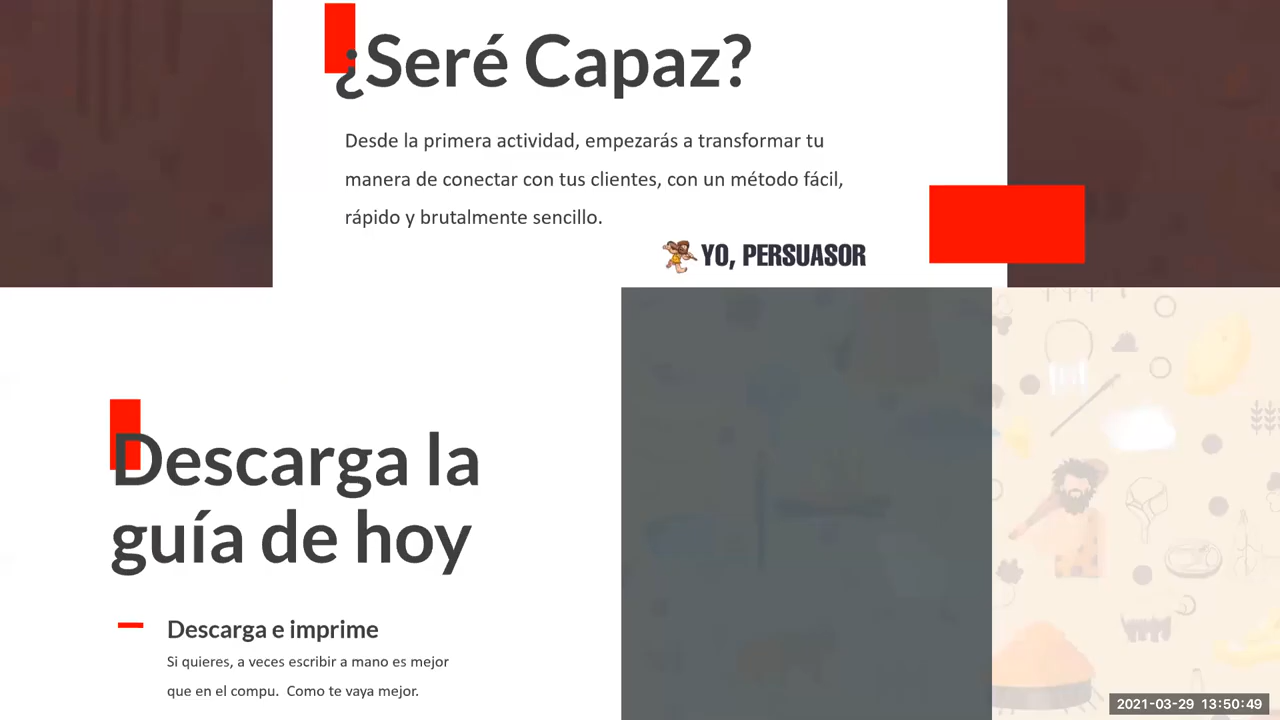 ¿Seré Capaz?
Desde la primera actividad, empezarás a transformar tu
manera de conectar con tus clientes, con un método fácil,
rápido y brutalmente sencillo.
YO, PERSUASOR
Descarga la
guía de hoy
Descarga e imprime
Si quieres, a veces escribir a mano es mejor
que en el compu.  Como te vaya mejor.
2021-03-29 13:50:49